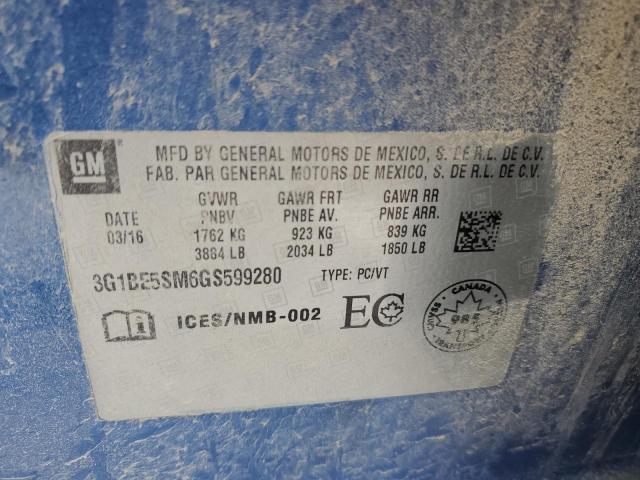 GM
MFD BY GENERAL MOTORS DE MEXICO, S. DE R.L. DE C.V.
FAB. PAR GENERAL MOTORS DE MEXICO, S. DE R.L. DE C.V.
GVWR GAWR FRT GAWR RR
DATE PNBV PNBE AV. PNBE ARR.
03/16 1762 KG 923 KG 839 KG
3884 LB 2034 LB 1850 LB
3G1BE5SM6GS599280 TYPE: PC/VT
i ICES/NMB-002 EC
CANADA
TRANSPORT